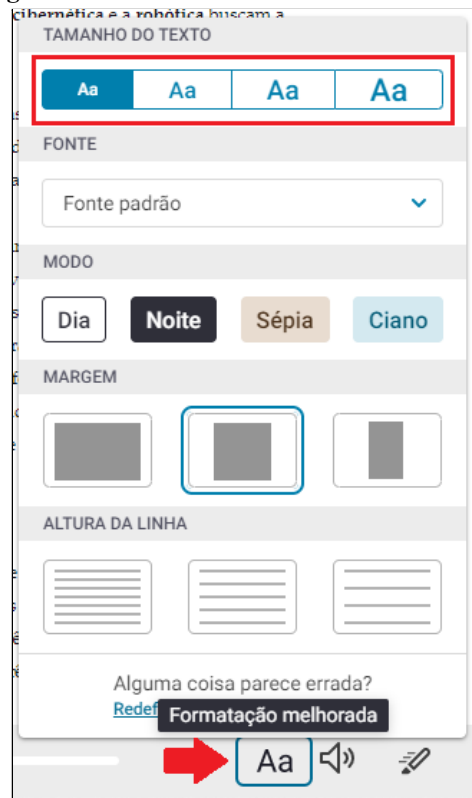 cibernética e a robótica buscam a
TAMANHO DO TEXTO
Aa Aa Aa Aa
FONTE
Fonte padrão
MODO
Dia Noite Sépia Ciano
MARGEM
ALTURA DA LINHA
Alguma coisa parece errada?
Redef
Formatação melhorada
Aa